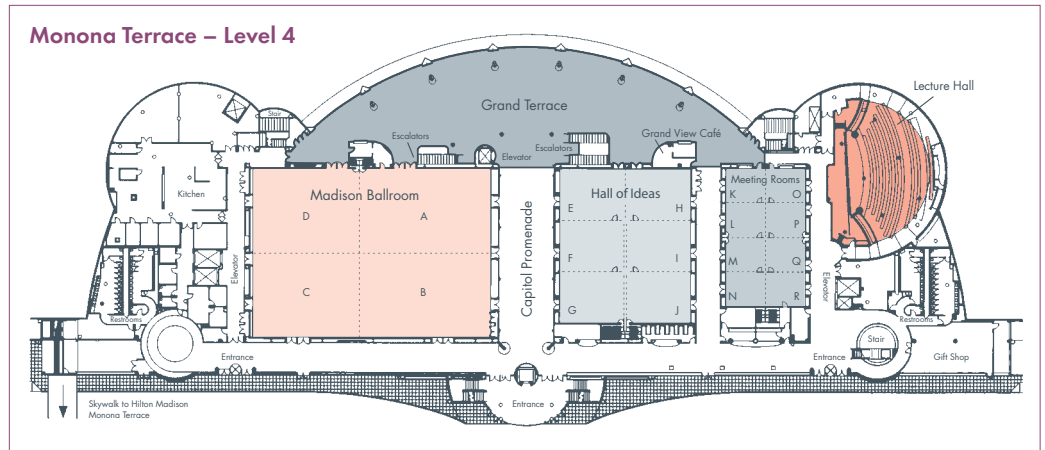 Monona Terrace – Level 4
Lecture Hall
Grand Terrace
Stair
Escalators
Elevator
Escalators
Grand View Café
Kitchen
Madison Ballroom
D
A
C
B
Elevator
Capitol Promenade
Hall of Ideas
E
H
F
I
G
J
Meeting Rooms
K
O
L
P
M
Q
N
R
Elevator
Restrooms
Restrooms
Stair
Gift Shop
Entrance
Entrance
Entrance
Skywalk to Hilton Madison
Monona Terrace